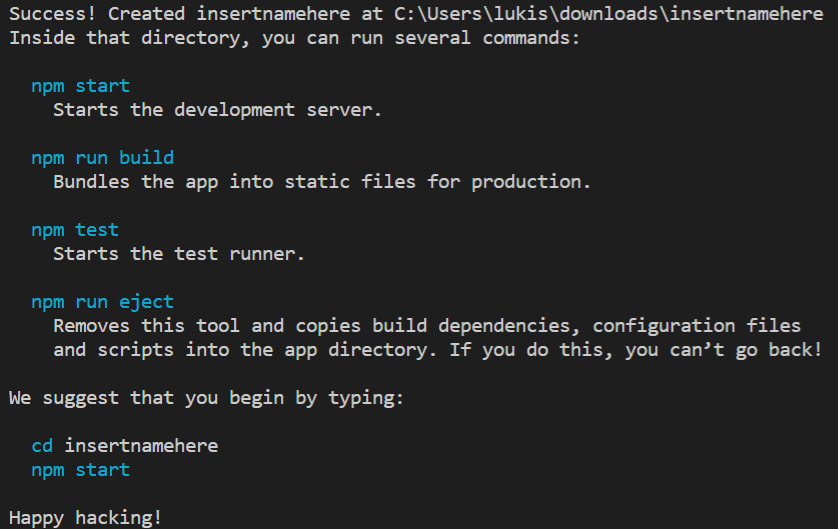 Success! Created insertnamehere at C:\Users\lukis\downloads\insertnamehere
Inside that directory, you can run several commands:
npm start
Starts the development server.
npm run build
Bundles the app into static files for production.
npm test
Starts the test runner.
npm run eject
Removes this tool and copies build dependencies, configuration files
and scripts into the app directory. If you do this, you can’t go back!
We suggest that you begin by typing:
cd insertnamehere
npm start
Happy hacking!